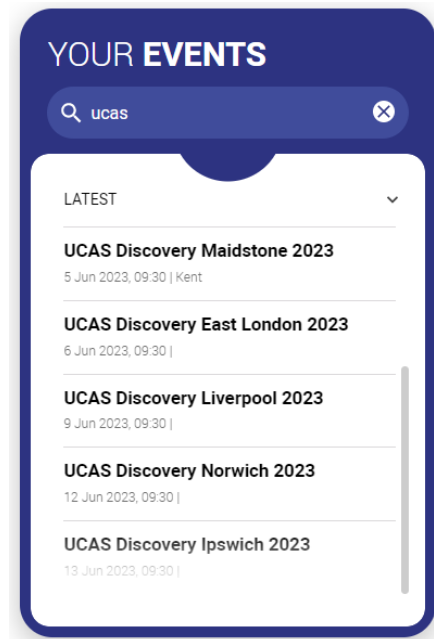 YOUR EVENTS
ucas
LATEST
UCAS Discovery Maidstone 2023
5 Jun 2023, 09:30 | Kent
UCAS Discovery East London 2023
6 Jun 2023, 09:30 |
UCAS Discovery Liverpool 2023
9 Jun 2023, 09:30 |
UCAS Discovery Norwich 2023
12 Jun 2023, 09:30 |
UCAS Discovery Ipswich 2023
13 Jun 2023, 09:30 |